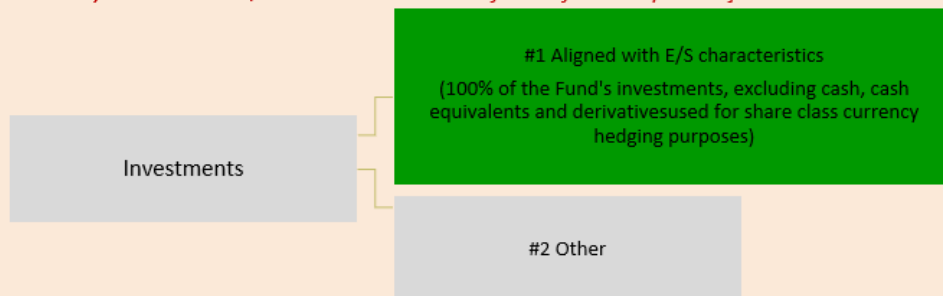 #1 Aligned with E/S characteristics
(100% of the Fund's investments, excluding cash, cash
equivalents and derivativesused for share class currency
hedging purposes)
Investments
#2 Other